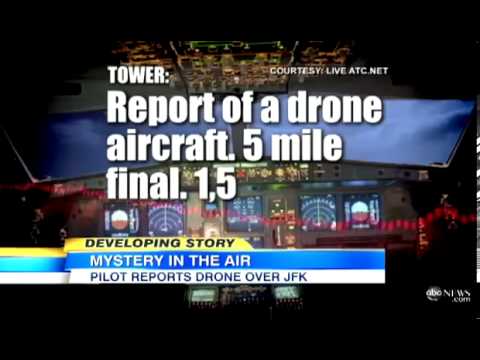 COURTESY: LIVE ATC.NET
TOWER:
Report of a drone
aircraft. 5 mile
final. 1,5
DEVELOPING STORY
MYSTERY IN THE AIR
PILOT REPORTS DRONE OVER JFK
abc NEWS
.com